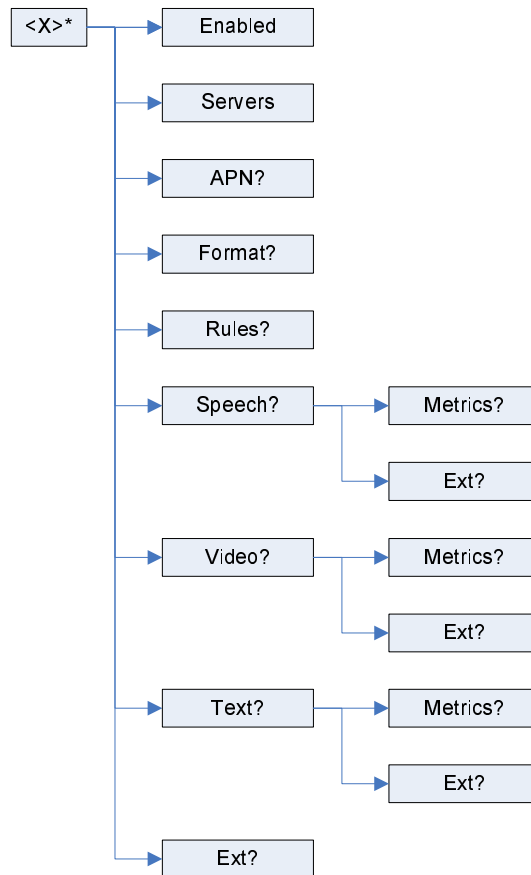 <X>*
Enabled
Servers
APN?
Format?
Rules?
Speech?
Metrics?
Ext?
Video?
Metrics?
Ext?
Text?
Metrics?
Ext?
Ext?